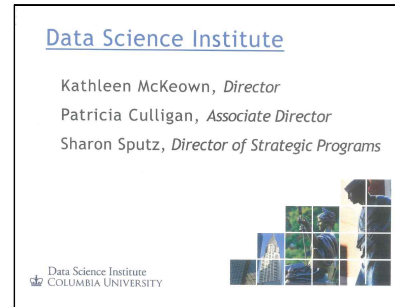 Data Science Institute
Kathleen McKeown, Director
Patricia Culligan, Associate Director
Sharon Sputz, Director of Strategic Programs
Data Science Institute
COLUMBIA UNIVERSITY